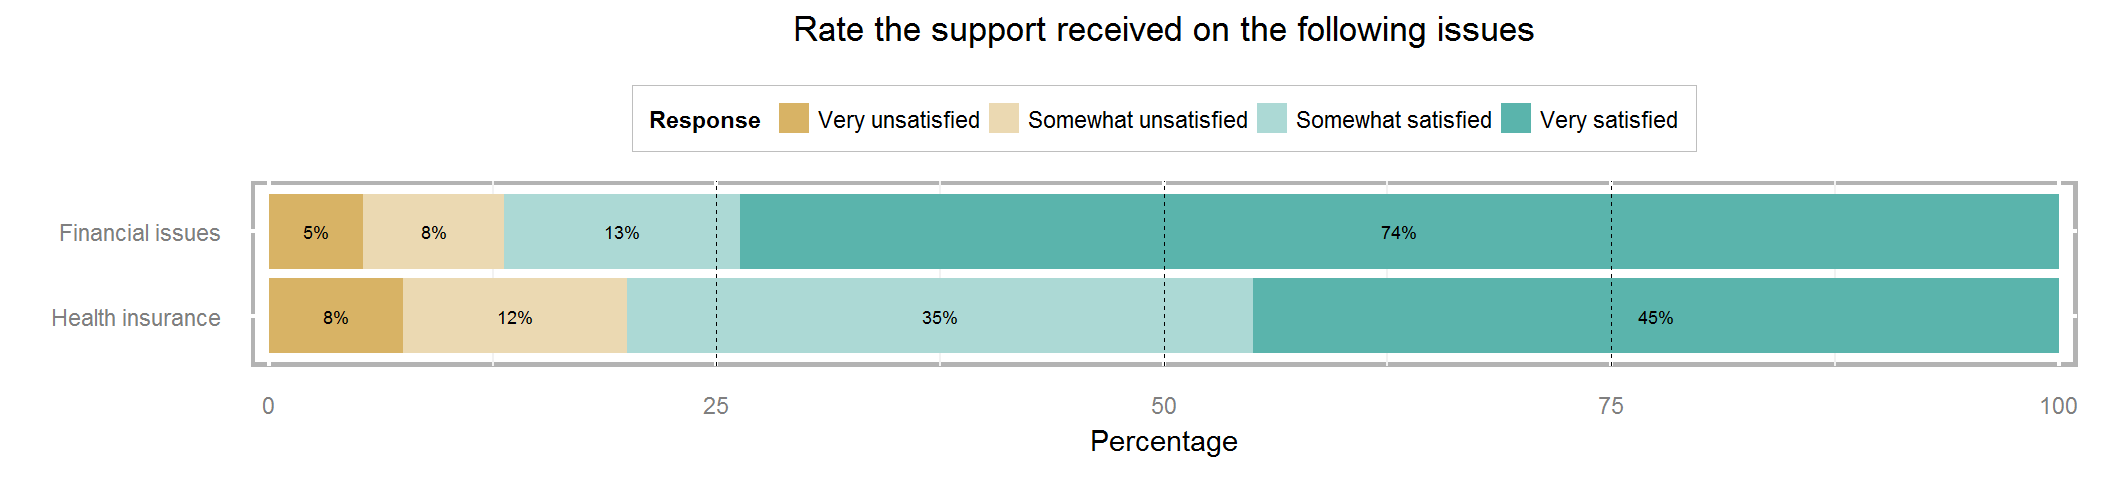 Rate the support received on the following issues
Response Very unsatisfied Somewhat unsatisfied Somewhat satisfied Very satisfied
Financial issues 5% 8% 13% 74%
Health insurance 8% 12% 35% 45%
0 25 50 75 100
Percentage